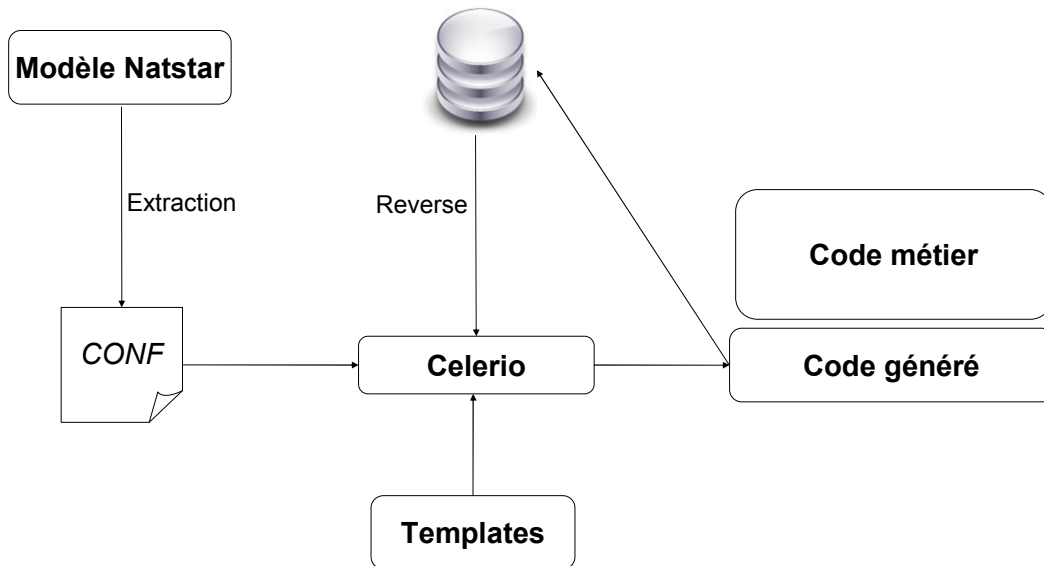 Modèle Natstar
Extraction
Reverse
Code métier
CONF
Celerio
Code généré
Templates